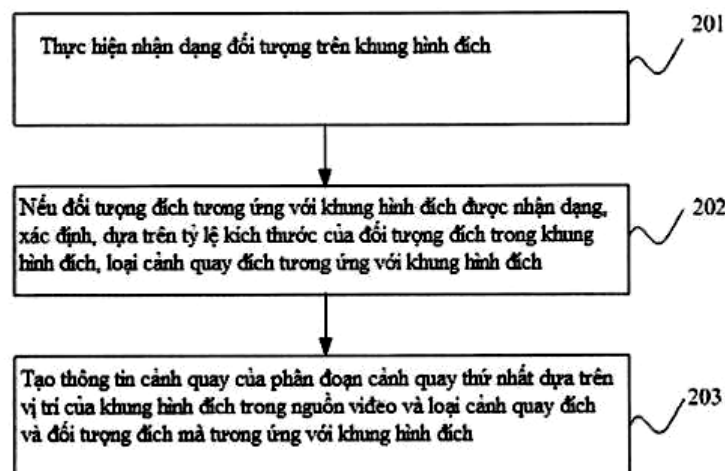 201
Thực hiện nhận dạng đối tượng trên khung hình đích
Nếu đối tượng đích tương ứng với khung hình đích được nhận dạng,
xác định, dựa trên tỷ lệ kích thước của đối tượng đích trong khung
hình đích, loại cảnh quay đích tương ứng với khung hình đích
202
Tạo thông tin cảnh quay của phân đoạn cảnh quay thứ nhất dựa trên
vị trí của khung hình đích trong nguồn video và loại cảnh quay đích
và đối tượng đích mà tương ứng với khung hình đích
203